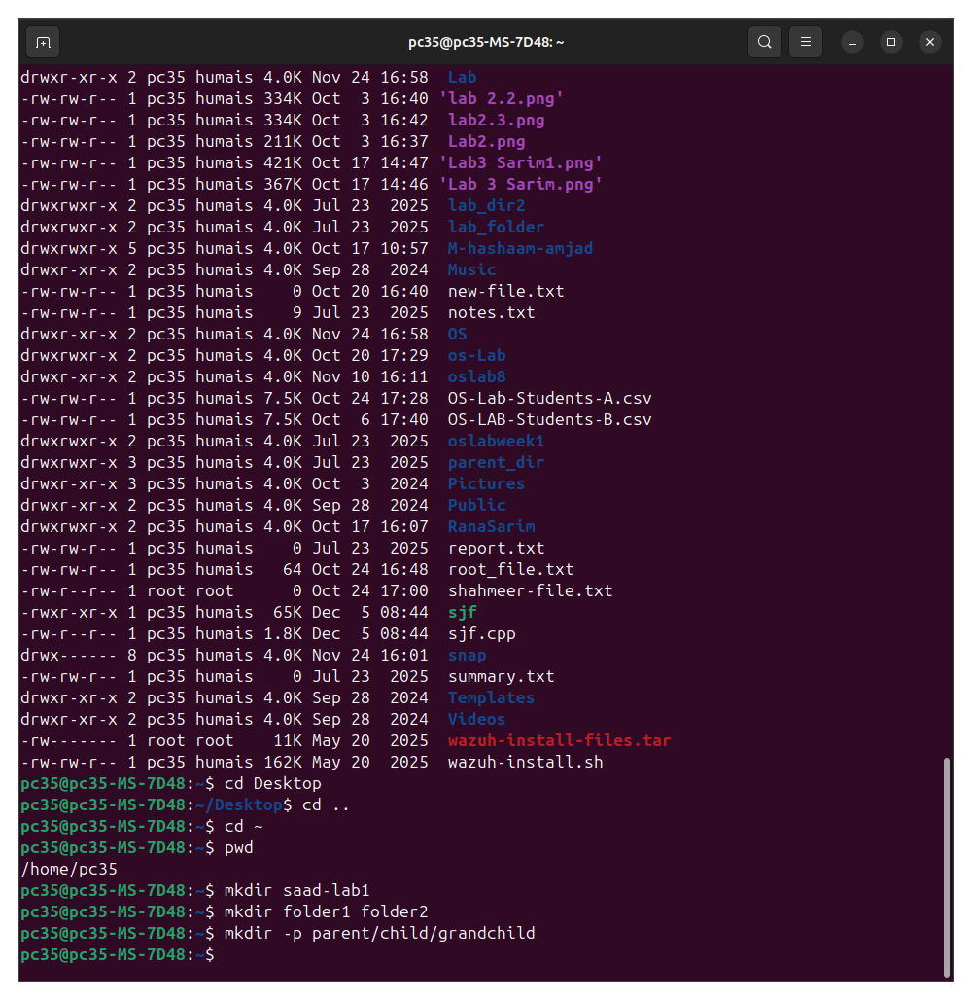 pc35@pc35-MS-7D48: ~
drwxr-xr-x 2 pc35 humais 4.0K Nov 24 16:58  Lab
-rw-rw-r-- 1 pc35 humais 334K Oct  3 16:40 'lab 2.2.png'
-rw-rw-r-- 1 pc35 humais 334K Oct  3 16:42  lab2.3.png
-rw-rw-r-- 1 pc35 humais 211K Oct  3 16:37  Lab2.png
-rw-rw-r-- 1 pc35 humais 421K Oct 17 14:47 'Lab3 Sarim1.png'
-rw-rw-r-- 1 pc35 humais 367K Oct 17 14:46 'Lab 3 Sarim.png'
drwxrwxr-x 2 pc35 humais 4.0K Jul 23  2025  lab_dir2
drwxrwxr-x 2 pc35 humais 4.0K Jul 23  2025  lab_folder
drwxrwxr-x 5 pc35 humais 4.0K Oct 17 10:57  M-hashaam-amjad
drwxr-xr-x 2 pc35 humais 4.0K Sep 28  2024  Music
-rw-rw-r-- 1 pc35 humais    0 Oct 20 16:40  new-file.txt
-rw-rw-r-- 1 pc35 humais    9 Jul 23  2025  notes.txt
drwxr-xr-x 2 pc35 humais 4.0K Nov 24 16:58  OS
drwxrwxr-x 2 pc35 humais 4.0K Oct 20 17:29  os-Lab
drwxr-xr-x 2 pc35 humais 4.0K Nov 10 16:11  oslab8
-rw-rw-r-- 1 pc35 humais 7.5K Oct 24 17:28  OS-Lab-Students-A.csv
-rw-rw-r-- 1 pc35 humais 7.5K Oct  6 17:40  OS-LAB-Students-B.csv
drwxrwxr-x 2 pc35 humais 4.0K Jul 23  2025  oslabweek1
drwxrwxr-x 3 pc35 humais 4.0K Jul 23  2025  parent_dir
drwxr-xr-x 3 pc35 humais 4.0K Oct  3  2024  Pictures
drwxr-xr-x 2 pc35 humais 4.0K Sep 28  2024  Public
drwxrwxr-x 2 pc35 humais 4.0K Oct 17 16:07  RanaSarim
-rw-rw-r-- 1 pc35 humais    0 Jul 23  2025  report.txt
-rw-rw-r-- 1 pc35 humais   64 Oct 24 16:48  root_file.txt
-rw-r--r-- 1 root root      0 Oct 24 17:00  shahmeer-file.txt
-rwxr-xr-x 1 pc35 humais  65K Dec  5 08:44  sjf
-rw-r--r-- 1 pc35 humais 1.8K Dec  5 08:44  sjf.cpp
drwx------ 8 pc35 humais 4.0K Nov 24 16:01  snap
-rw-rw-r-- 1 pc35 humais    0 Jul 23  2025  summary.txt
drwxr-xr-x 2 pc35 humais 4.0K Sep 28  2024  Templates
drwxr-xr-x 2 pc35 humais 4.0K Sep 28  2024  Videos
-rw------- 1 root root    11K May 20  2025  wazuh-install-files.tar
-rw-rw-r-- 1 pc35 humais 162K May 20  2025  wazuh-install.sh
pc35@pc35-MS-7D48:~$ cd Desktop
pc35@pc35-MS-7D48:~/Desktop$ cd ..
pc35@pc35-MS-7D48:~$ cd ~
pc35@pc35-MS-7D48:~$ pwd
/home/pc35
pc35@pc35-MS-7D48:~$ mkdir saad-lab1
pc35@pc35-MS-7D48:~$ mkdir folder1 folder2
pc35@pc35-MS-7D48:~$ mkdir -p parent/child/grandchild
pc35@pc35-MS-7D48:~$